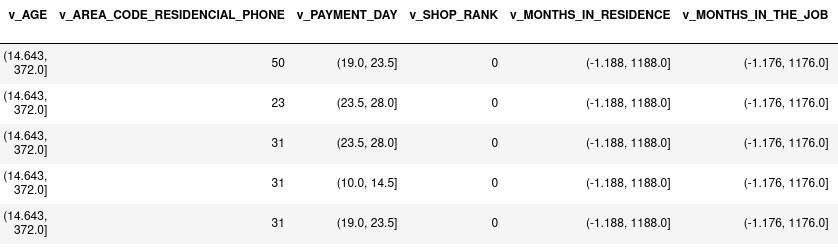 v_AGE v_AREA_CODE_RESIDENCIAL_PHONE v_PAYMENT_DAY v_SHOP_RANK v_MONTHS_IN_RESIDENCE v_MONTHS_IN_THE_JOB
(14.643,
372.0] 50 (19.0, 23.5] 0 (-1.188, 1188.0] (-1.176, 1176.0]
(14.643,
372.0] 23 (23.5, 28.0] 0 (-1.188, 1188.0] (-1.176, 1176.0]
(14.643,
372.0] 31 (23.5, 28.0] 0 (-1.188, 1188.0] (-1.176, 1176.0]
(14.643,
372.0] 31 (10.0, 14.5] 0 (-1.188, 1188.0] (-1.176, 1176.0]
(14.643,
372.0] 31 (19.0, 23.5] 0 (-1.188, 1188.0] (-1.176, 1176.0]